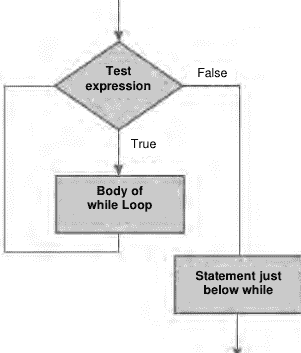 Test
expression
False
True
Body of
while Loop
Statement just
below while